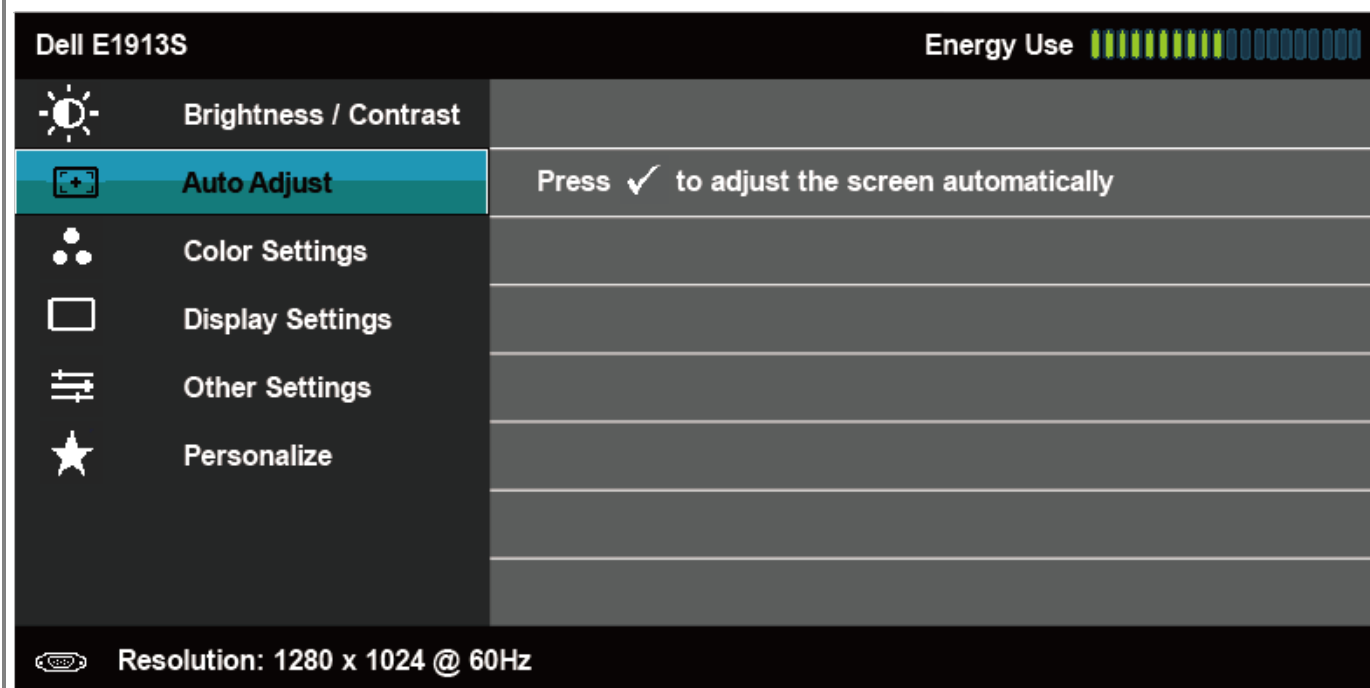 Dell E1913S Energy Use
Brightness / Contrast
Auto Adjust Press ✓ to adjust the screen automatically
Color Settings
Display Settings
Other Settings
Personalize
Resolution: 1280 x 1024 @ 60Hz